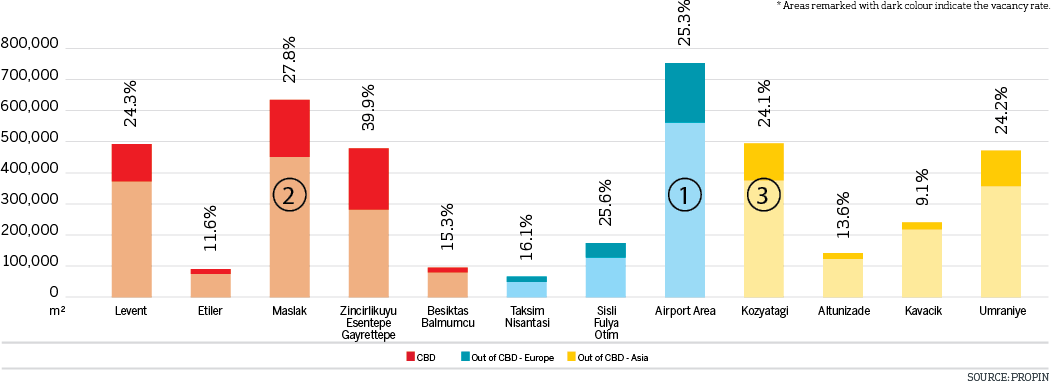 * Areas remarked with dark colour indicate the vacancy rate.
800,000
700,000
600,000
500,000
400,000
300,000
200,000
100,000
0
m²
24.3%
11.6%
27.8%
39.9%
15.3%
16.1%
25.6%
25.3%
24.1%
13.6%
9.1%
24.2%
2
1
3
Levent
Etiler
Maslak
Zincirlikuyu
Esentepe
Gayrettepe
Besiktas
Balmumcu
Taksim
Nisantasi
Sisli
Fulya
Otim
Airport Area
Kozyatagi
Altunizade
Kavacik
Umraniye
CBD
Out of CBD - Europe
Out of CBD - Asia
SOURCE: PROPIN